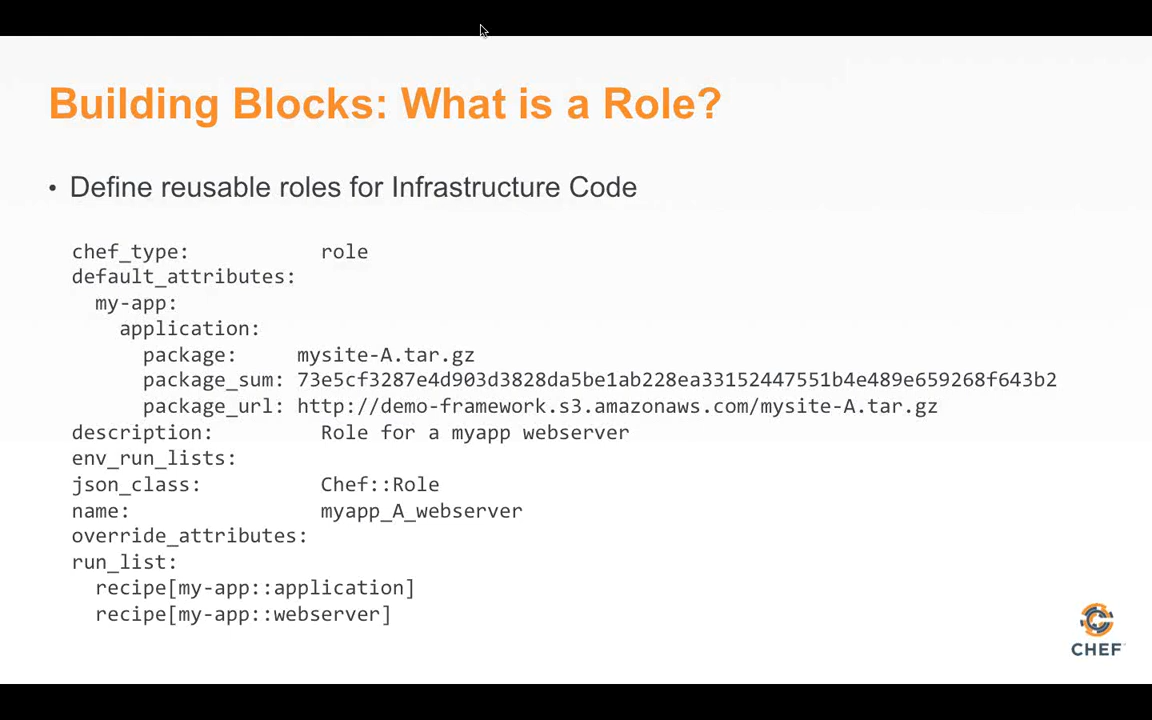 Building Blocks: What is a Role?
• Define reusable roles for Infrastructure Code
chef_type: role
default_attributes:
my-app:
application:
package: mysite-A.tar.gz
package_sum: 73e5cf3287e4d903d3828da5be1ab228ea33152447551b4e489e659268f643b2
package_url: http://demo-framework.s3.amazonaws.com/mysite-A.tar.gz
description: Role for a myapp webserver
env_run_lists:
json_class: Chef::Role
name: myapp_A_webserver
override_attributes:
run_list:
recipe[my-app::application]
recipe[my-app::webserver]
CHEF